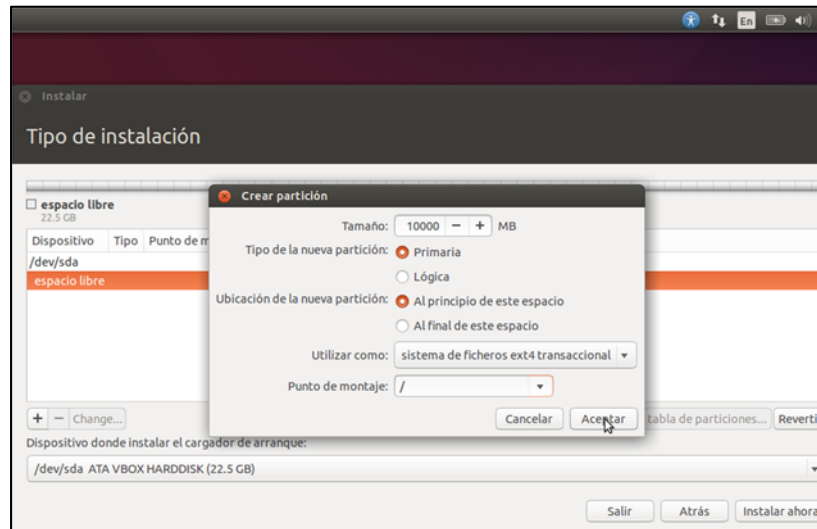 En
Instalar
Tipo de instalación
espacio libre
22.5 GB
Dispositivo Tipo Punto de m
/dev/sda
espacio libre
Crear partición
Tamaño: 10000 − + MB
Tipo de la nueva partición: Primaria
Lógica
Ubicación de la nueva partición: Al principio de este espacio
Al final de este espacio
Utilizar como: sistema de ficheros ext4 transaccional
Punto de montaje: /
Cancelar Aceptar
+ − Change... tabla de particiones... Reverti
Dispositivo donde instalar el cargador de arranque:
/dev/sda ATA VBOX HARDDISK (22.5 GB)
Salir Atrás Instalar ahora